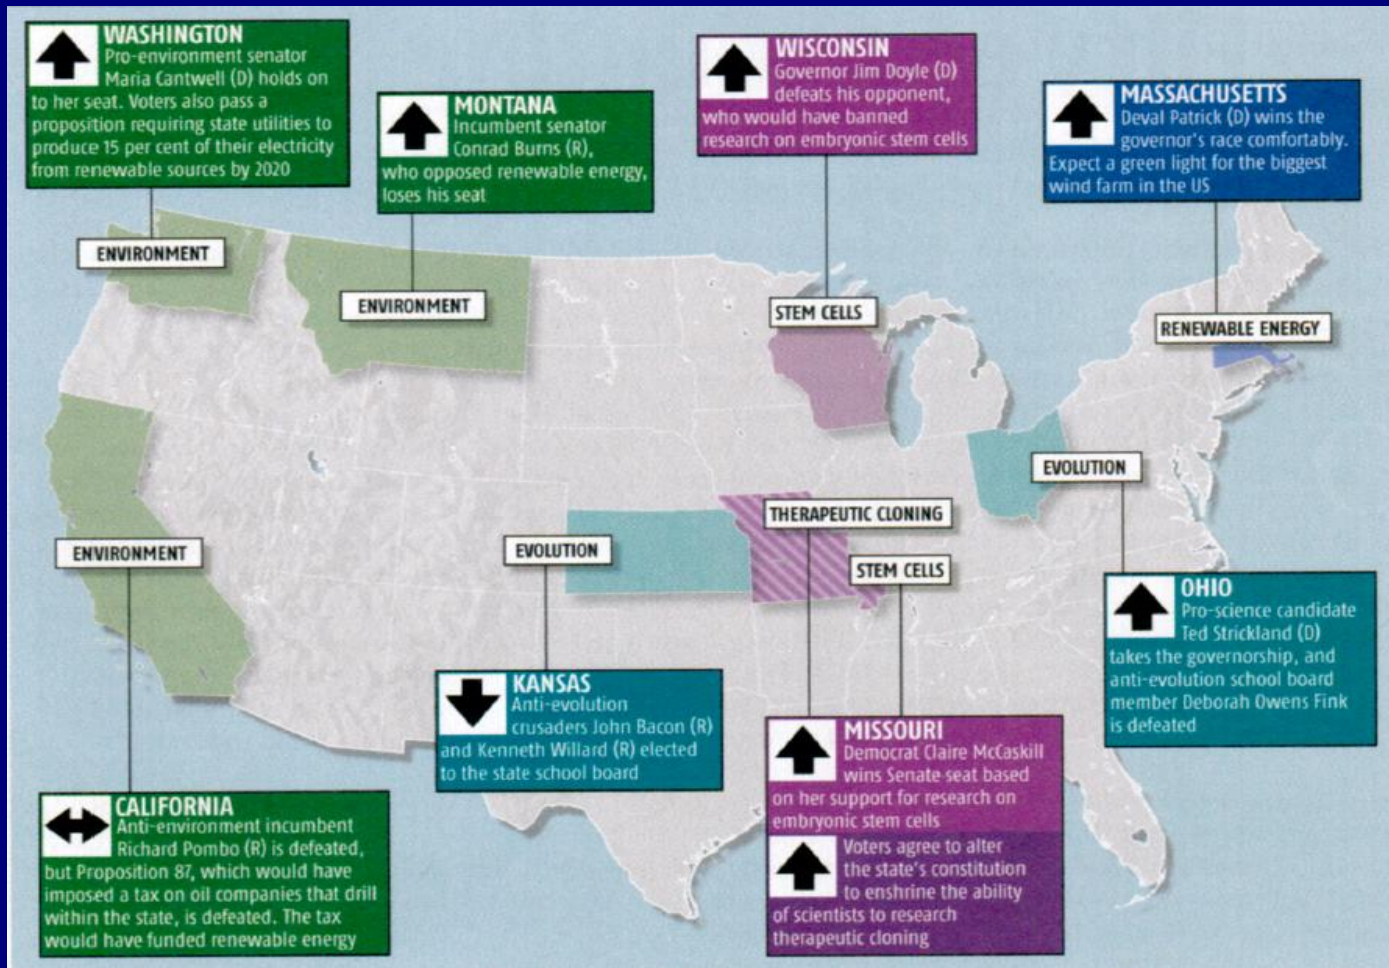 WASHINGTON
Pro-environment senator
Maria Cantwell (D) holds on
to her seat. Voters also pass a
proposition requiring state utilities to
produce 15 per cent of their electricity
from renewable sources by 2020
MONTANA
Incumbent senator
Conrad Burns (R),
who opposed renewable energy,
loses his seat
WISCONSIN
Governor Jim Doyle (D)
defeats his opponent,
who would have banned
research on embryonic stem cells
MASSACHUSETTS
Deval Patrick (D) wins the
governor's race comfortably.
Expect a green light for the biggest
wind farm in the US
ENVIRONMENT
ENVIRONMENT
STEM CELLS
RENEWABLE ENERGY
ENVIRONMENT
EVOLUTION
THERAPEUTIC CLONING
STEM CELLS
EVOLUTION
CALIFORNIA
Anti-environment incumbent
Richard Pombo (R) is defeated,
but Proposition 87, which would have
imposed a tax on oil companies that drill
within the state, is defeated. The tax
would have funded renewable energy
KANSAS
Anti-evolution
crusaders John Bacon (R)
and Kenneth Willard (R) elected
to the state school board
MISSOURI
Democrat Claire McCaskill
wins Senate seat based
on her support for research on
embryonic stem cells
Voters agree to alter
the state's constitution
to enshrine the ability
of scientists to research
therapeutic cloning
OHIO
Pro-science candidate
Ted Strickland (D)
takes the governorship, and
anti-evolution school board
member Deborah Owens Fink
is defeated